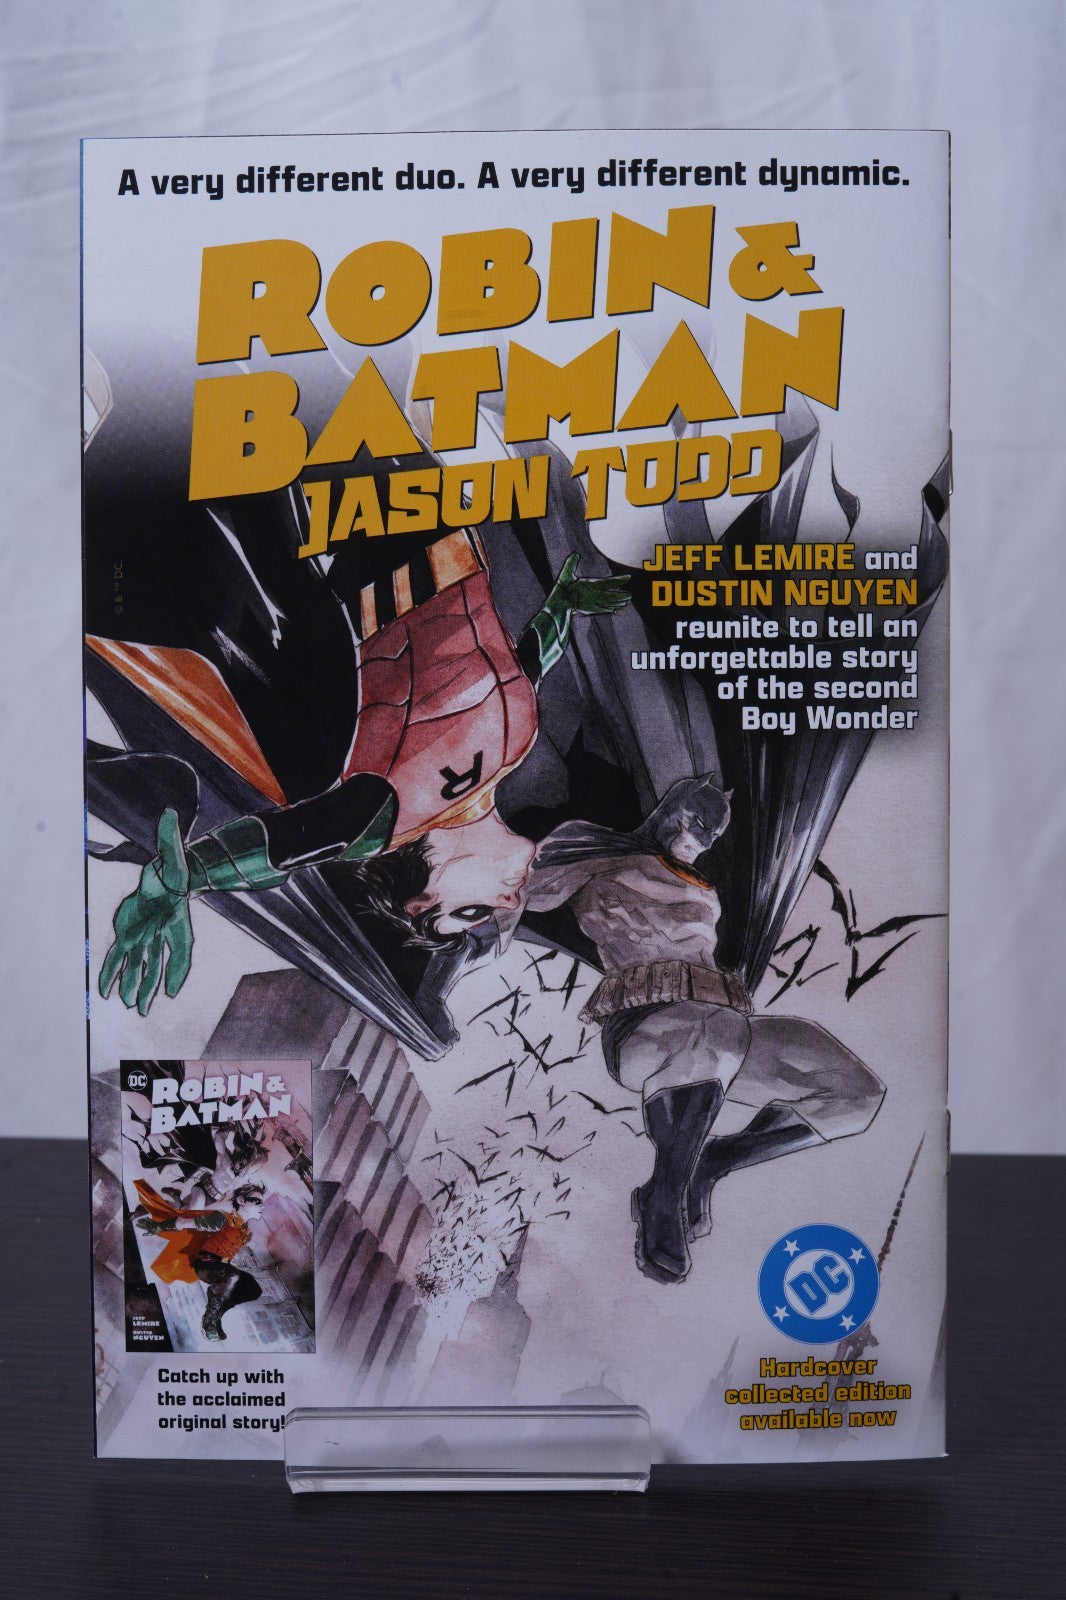 A very different duo. A very different dynamic.
ROBIN &
BATMAN
JASON TODD
JEFF LEMIRE and
DUSTIN NGUYEN
reunite to tell an
unforgettable story
of the second
Boy Wonder
© & ™ DC.
R
DC
ROBIN &
BATMAN
JEFF
LEMIRE
DUSTIN
NGUYEN
Catch up with
the acclaimed
original story!
DC
Hardcover
collected edition
available now